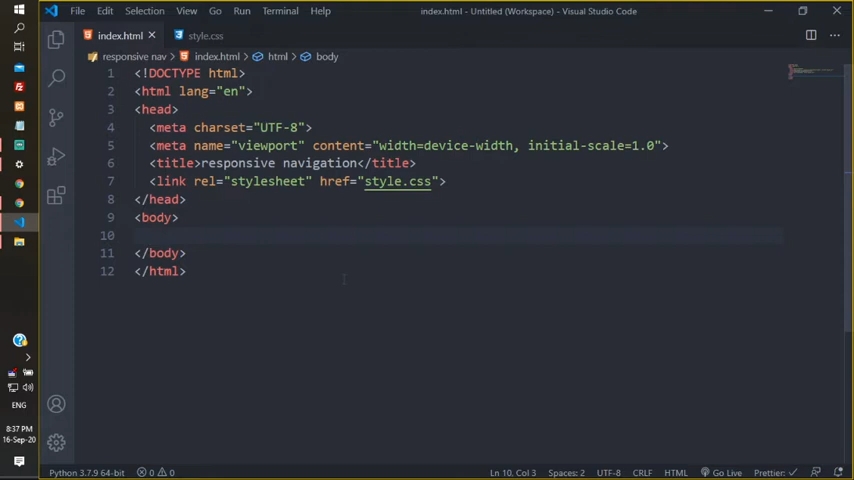 File Edit Selection View Go Run Terminal Help
index.html - Untitled (Workspace) - Visual Studio Code
index.html
style.css
responsive nav > index.html > html > body
1 <!DOCTYPE html>
2 <html lang="en">
3 <head>
4 <meta charset="UTF-8">
5 <meta name="viewport" content="width=device-width, initial-scale=1.0">
6 <title>responsive navigation</title>
7 <link rel="stylesheet" href="style.css">
8 </head>
9 <body>
10
11 </body>
12 </html>
ENG
8:37 PM
16-Sep-20
Python 3.7.9 64-bit 0 0 Ln 10, Col 3 Spaces: 2 UTF-8 CRLF HTML Go Live Prettier: ✓